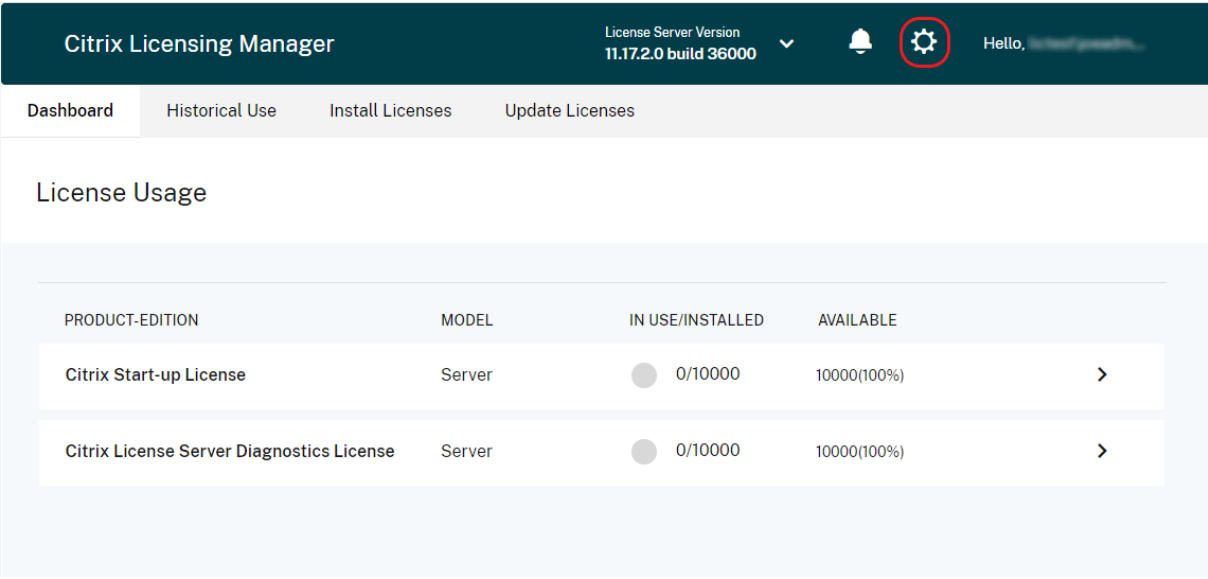 Citrix Licensing Manager
License Server Version
11.17.2.0 build 36000
Hello,
Dashboard
Historical Use
Install Licenses
Update Licenses
License Usage
PRODUCT-EDITION MODEL IN USE/INSTALLED AVAILABLE
Citrix Start-up License Server 0/10000 10000(100%)
Citrix License Server Diagnostics License Server 0/10000 10000(100%)